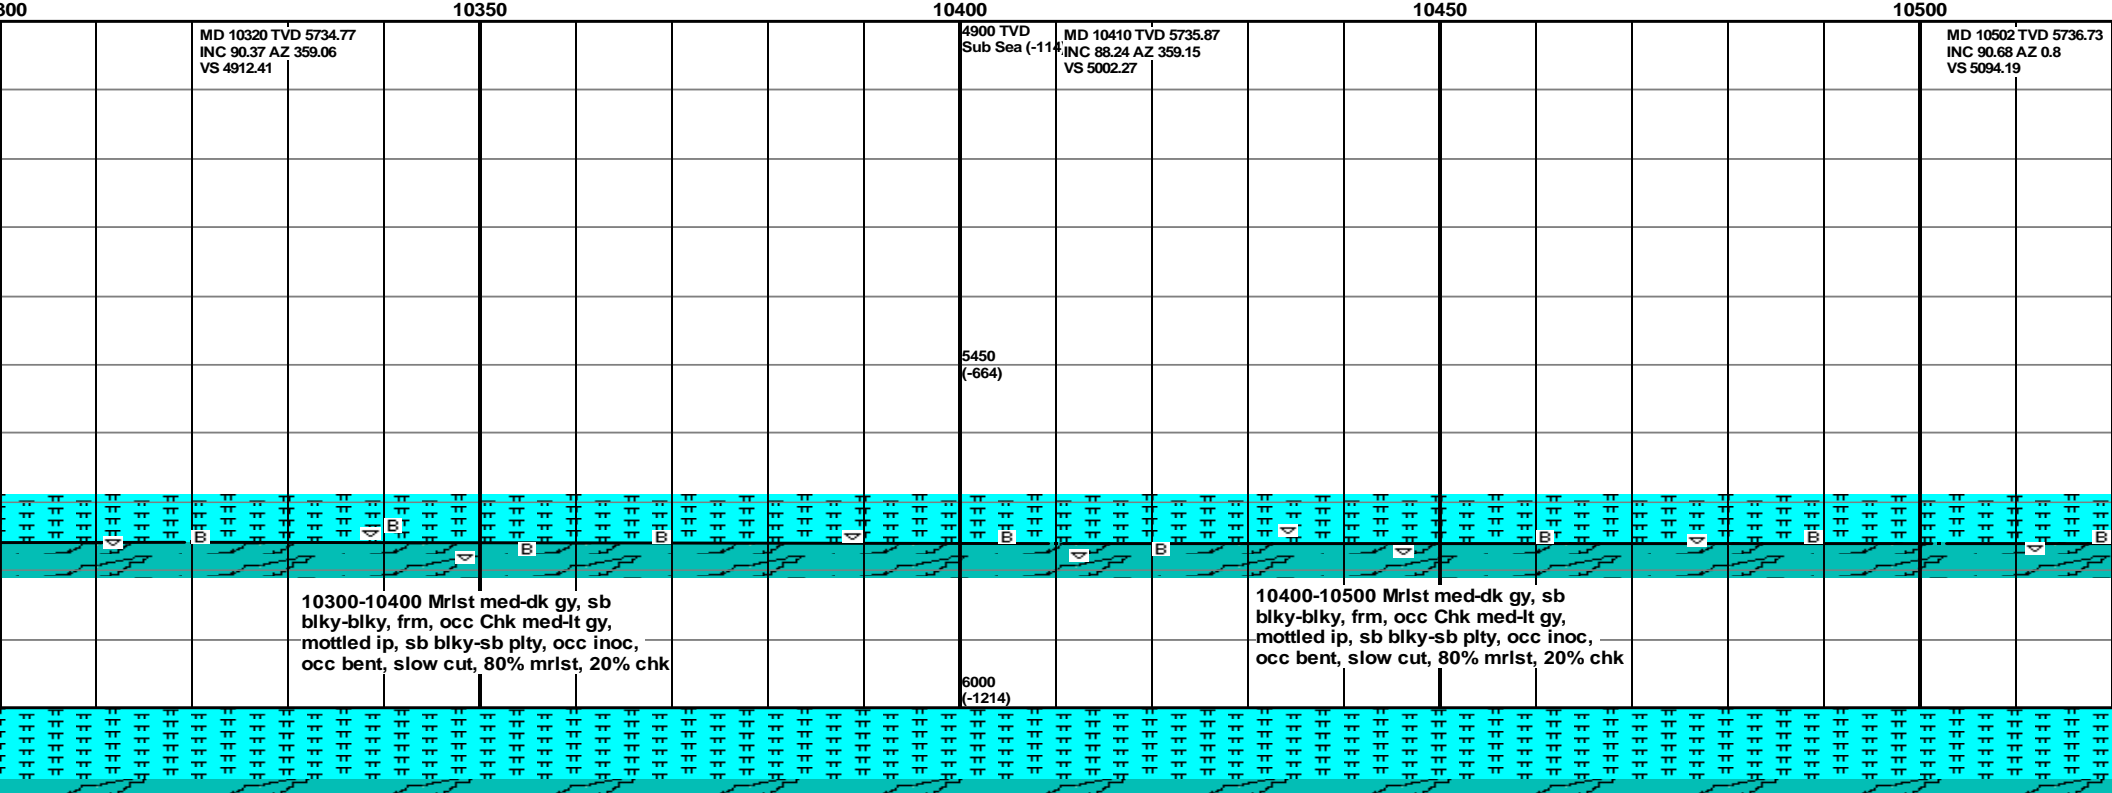 10350
10400
10450
10500
MD 10320 TVD 5734.77
INC 90.37 AZ 359.06
VS 4912.41
4900 TVD
Sub Sea (-114
MD 10410 TVD 5735.87
INC 88.24 AZ 359.15
VS 5002.27
MD 10502 TVD 5736.73
INC 90.68 AZ 0.8
VS 5094.19
5450
(-664)
B
B
B
B
B
B
B
B
B
10300-10400 Mrlst med-dk gy, sb
blky-blky, frm, occ Chk med-lt gy,
mottled ip, sb blky-sb plty, occ inoc,
occ bent, slow cut, 80% mrlst, 20% chk
10400-10500 Mrlst med-dk gy, sb
blky-blky, frm, occ Chk med-lt gy,
mottled ip, sb blky-sb plty, occ inoc,
occ bent, slow cut, 80% mrlst, 20% chk
6000
(-1214)